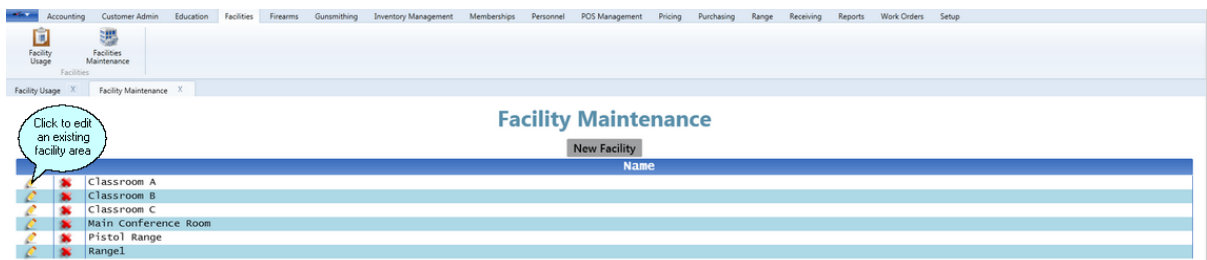 Accounting Customer Admin Education Facilities Firearms Gunsmithing Inventory Management Memberships Personnel POS Management Pricing Purchasing Range Receiving Reports Work Orders Setup
Facility Usage
Facilities Maintenance
Facilities
Facility Usage X Facility Maintenance X
Click to edit
an existing
facility area
Facility Maintenance
New Facility
Name
Classroom A
Classroom B
Classroom C
Main Conference Room
Pistol Range
Range1